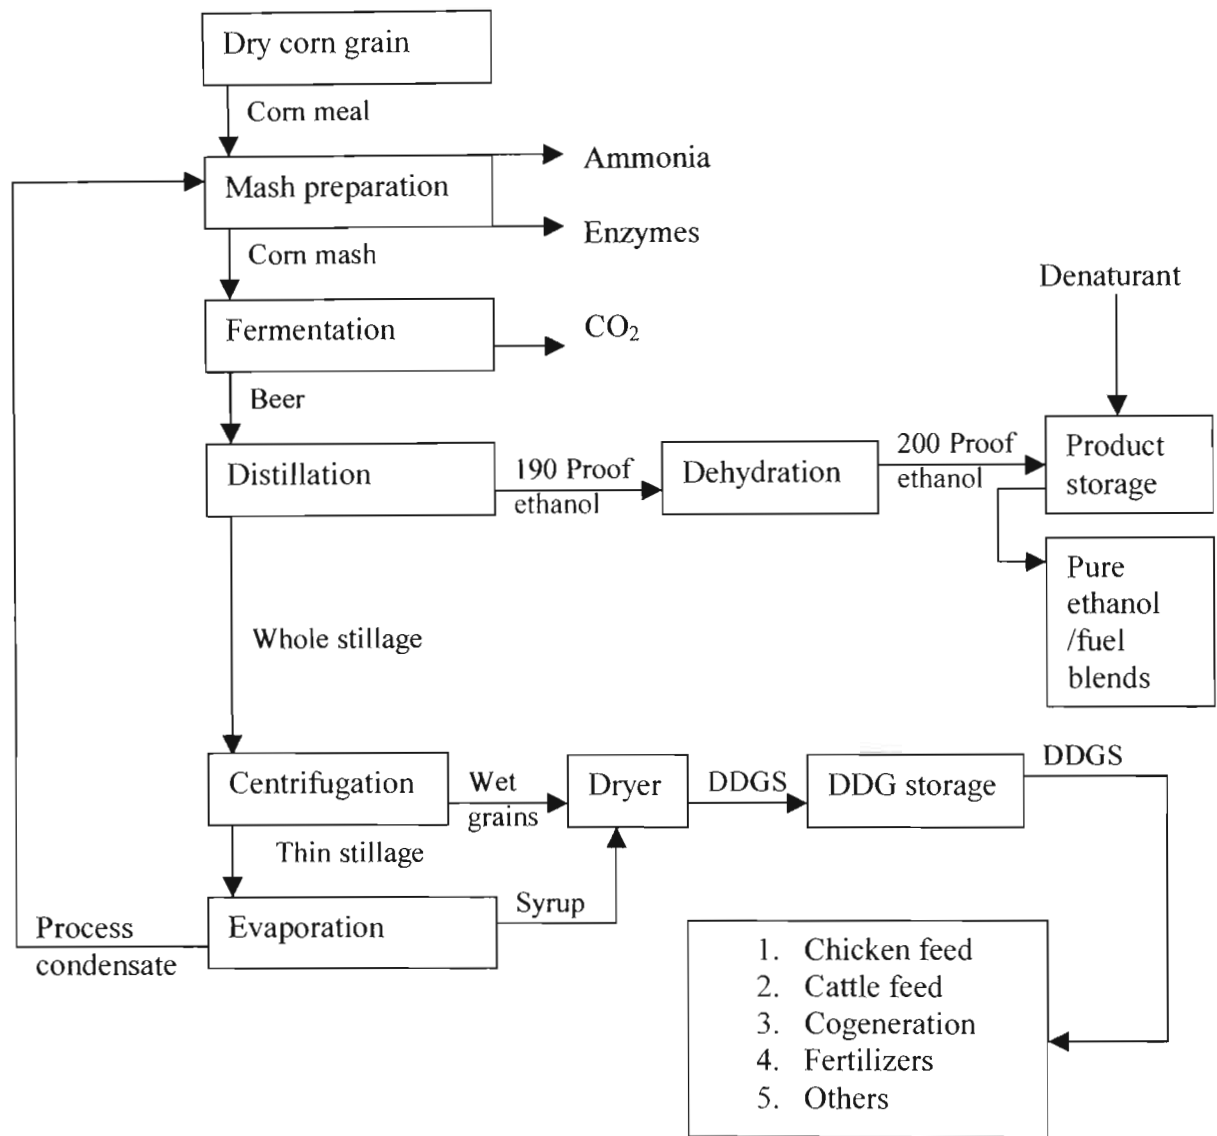 Dry corn grain
Corn meal
Ammonia
Mash preparation
Enzymes
Corn mash
Denaturant
Fermentation
CO₂
Beer
Distillation
190 Proof
ethanol
Dehydration
200 Proof
ethanol
Product
storage
Pure
ethanol
/fuel
blends
Whole stillage
Centrifugation
Wet
grains
Dryer
DDGS
DDG storage
DDGS
Thin stillage
Evaporation
Syrup
Process
condensate
1. Chicken feed
2. Cattle feed
3. Cogeneration
4. Fertilizers
5. Others